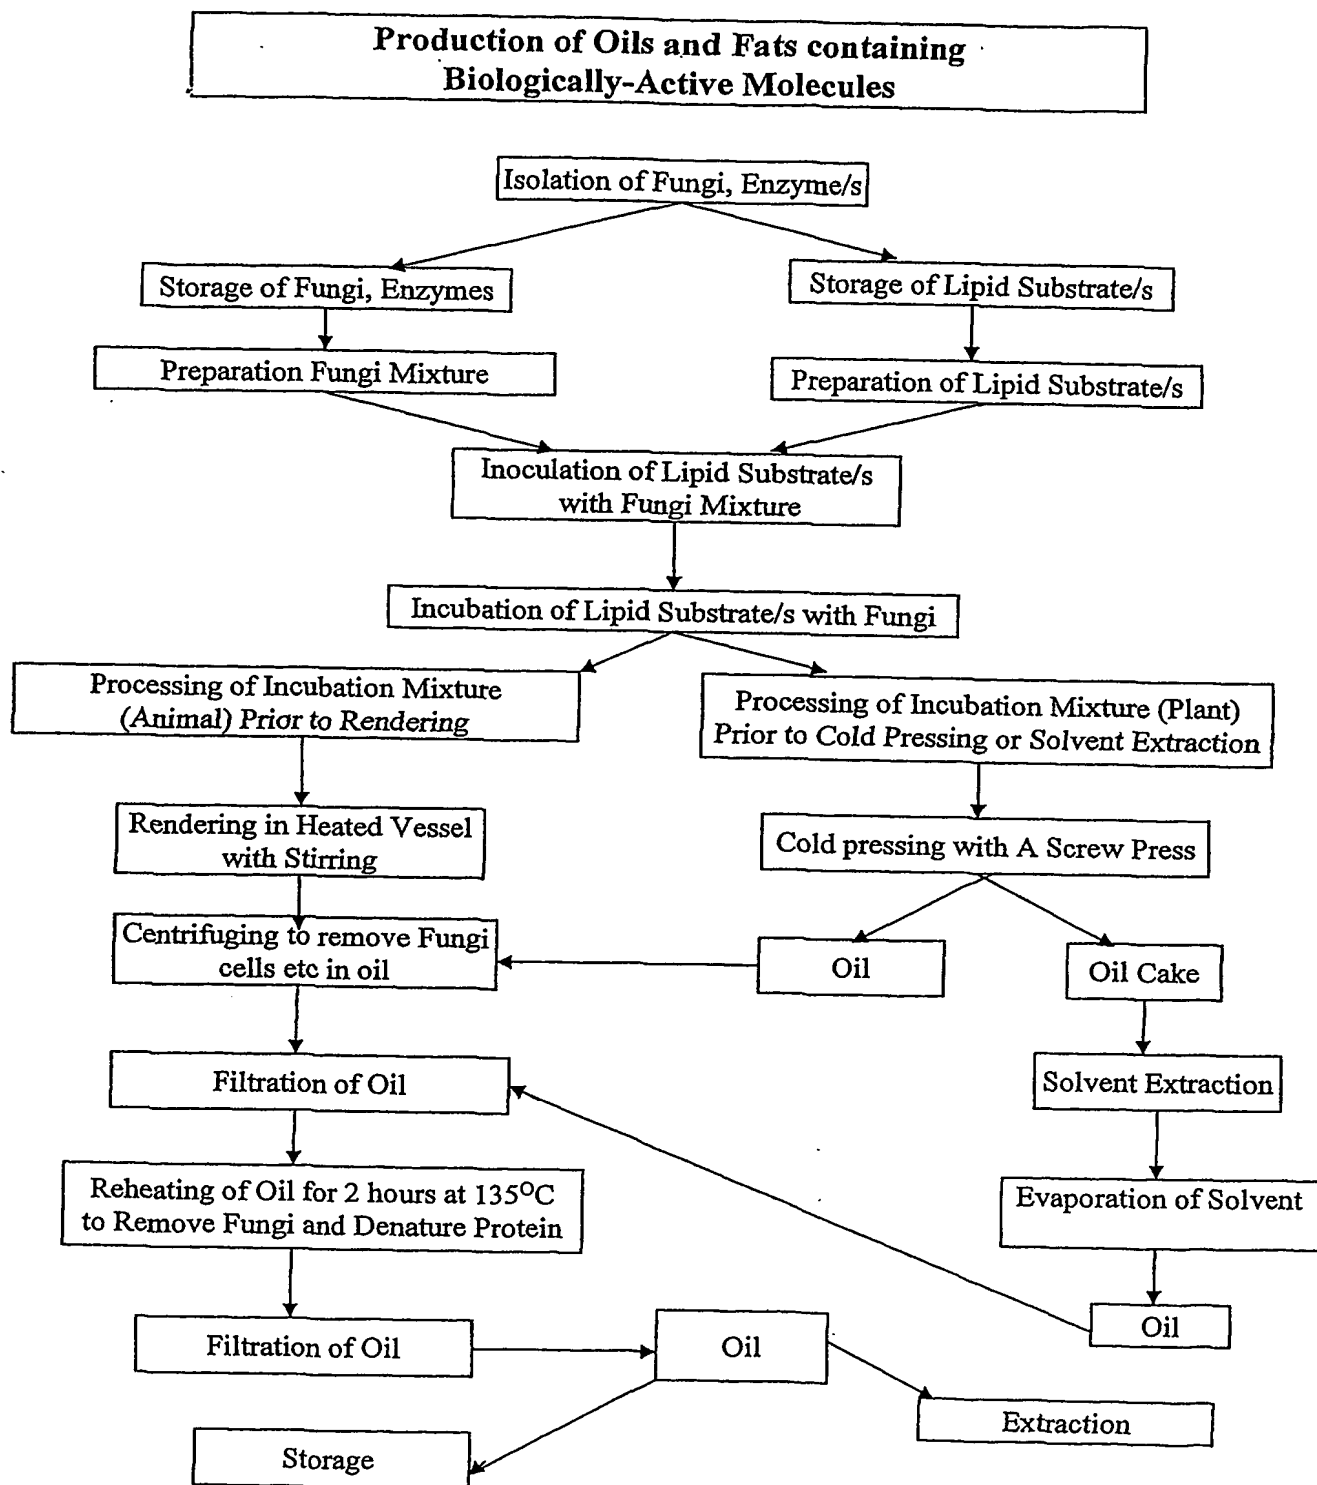 Production of Oils and Fats containing
Biologically-Active Molecules
Isolation of Fungi, Enzyme/s
Storage of Fungi, Enzymes
Storage of Lipid Substrate/s
Preparation Fungi Mixture
Preparation of Lipid Substrate/s
Inoculation of Lipid Substrate/s
with Fungi Mixture
Incubation of Lipid Substrate/s with Fungi
Processing of Incubation Mixture
(Animal) Prior to Rendering
Processing of Incubation Mixture (Plant)
Prior to Cold Pressing or Solvent Extraction
Rendering in Heated Vessel
with Stirring
Cold pressing with A Screw Press
Centrifuging to remove Fungi
cells etc in oil
Oil
Oil Cake
Filtration of Oil
Solvent Extraction
Reheating of Oil for 2 hours at 135°C
to Remove Fungi and Denature Protein
Evaporation of Solvent
Oil
Filtration of Oil
Oil
Extraction
Storage